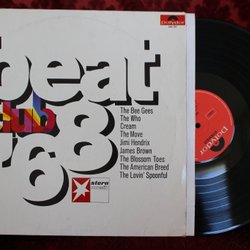 Polydor
beat
club
'68
The Bee Gees
The Who
Cream
The Move
Jimi Hendrix
James Brown
The Blossom Toes
The American Breed
The Lovin' Spoonful
stern
Polydor